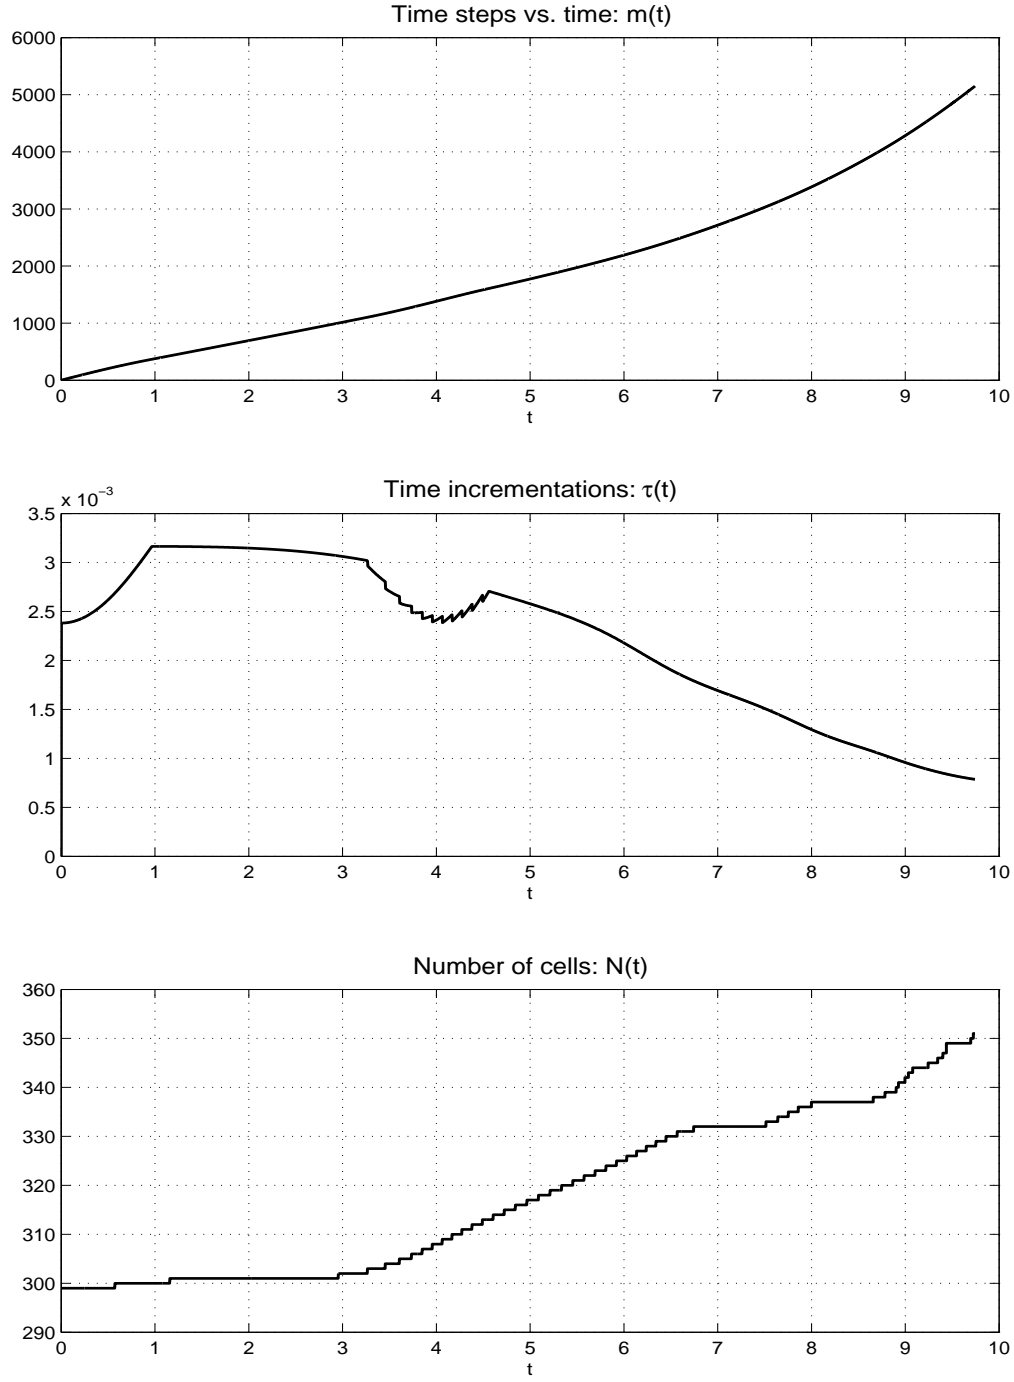 Time steps vs. time: m(t)
6000
5000
4000
3000
2000
1000
0
0 1 2 3 4 5 6 7 8 9 10
t
Time incrementations: τ(t)
x 10⁻³
3.5
3
2.5
2
1.5
1
0.5
0
0 1 2 3 4 5 6 7 8 9 10
t
Number of cells: N(t)
360
350
340
330
320
310
300
290
0 1 2 3 4 5 6 7 8 9 10
t